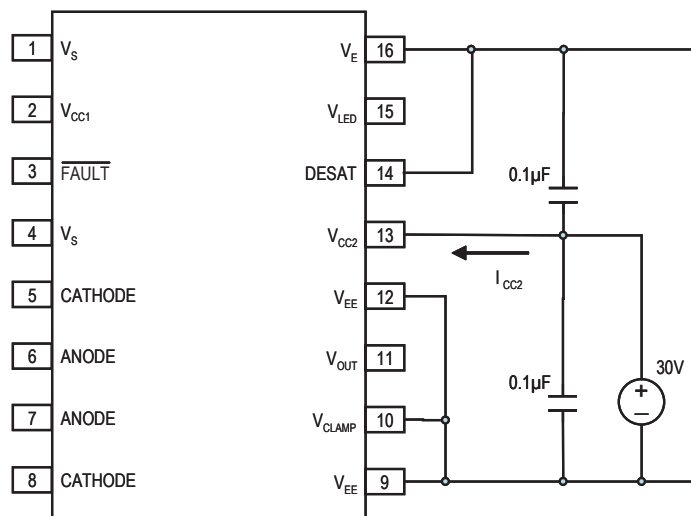 1 V_S
2 V_CC1
3 FAULT
4 V_S
5 CATHODE
6 ANODE
7 ANODE
8 CATHODE
V_E 16
V_LED 15
DESAT 14
V_CC2 13
V_EE 12
V_OUT 11
V_CLAMP 10
V_EE 9
0.1µF
I_CC2
0.1µF
30V
+
–